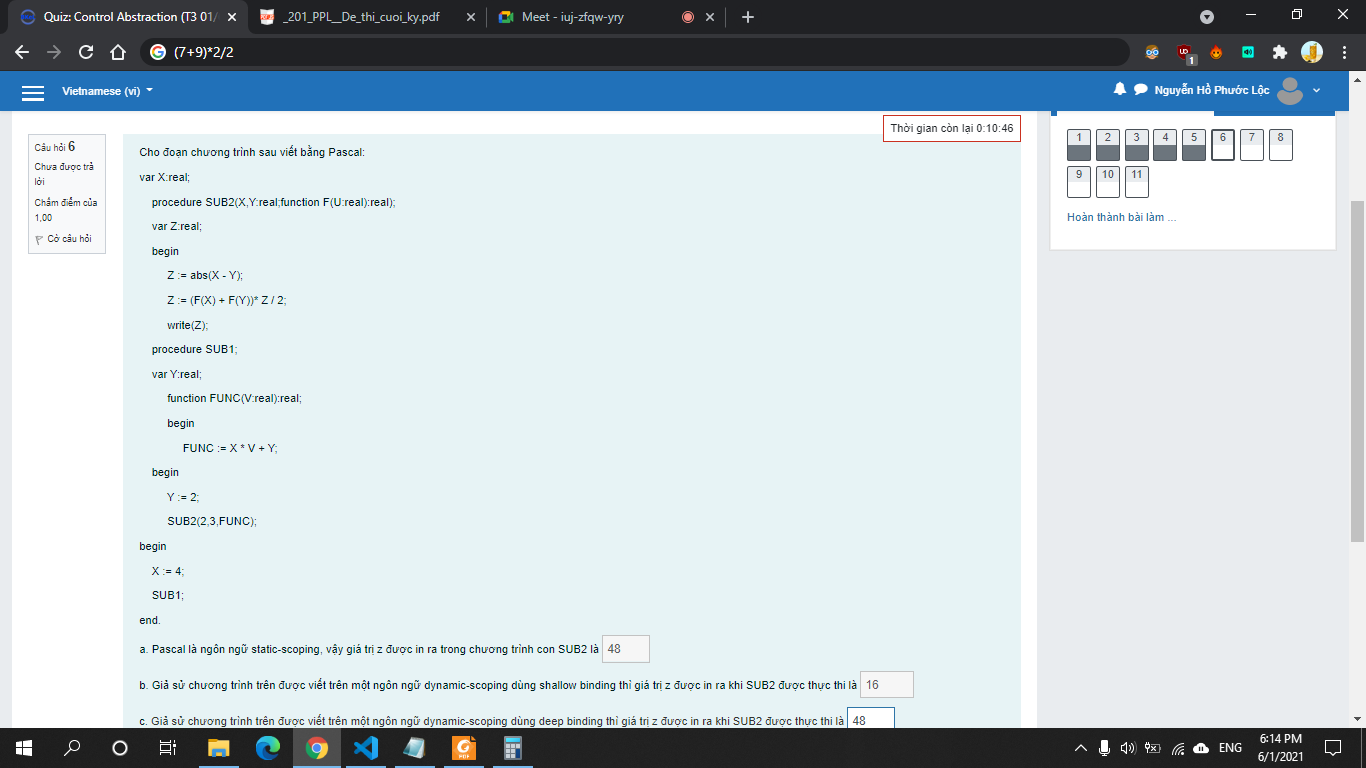 Quiz: Control Abstraction (T3 01/
_201_PPL__De_thi_cuoi_ky.pdf
Meet - iuj-zfqw-yry
(7+9)*2/2
1
Vietnamese (vi)
Nguyễn Hồ Phước Lộc
Thời gian còn lại 0:10:46
Câu hỏi 6
Chưa được trả
lời
Chấm điểm của
1,00
Cờ câu hỏi
Cho đoạn chương trình sau viết bằng Pascal:
var X:real;
procedure SUB2(X,Y:real;function F(U:real):real);
var Z:real;
begin
Z := abs(X - Y);
Z := (F(X) + F(Y))* Z / 2;
write(Z);
procedure SUB1;
var Y:real;
function FUNC(V:real):real;
begin
FUNC := X * V + Y;
begin
Y := 2;
SUB2(2,3,FUNC);
begin
X := 4;
SUB1;
end.
a. Pascal là ngôn ngữ static-scoping, vậy giá trị z được in ra trong chương trình con SUB2 là 48
b. Giả sử chương trình trên được viết trên một ngôn ngữ dynamic-scoping dùng shallow binding thì giá trị z được in ra khi SUB2 được thực thi là 16
c. Giả sử chương trình trên được viết trên một ngôn ngữ dynamic-scoping dùng deep binding thì giá trị z được in ra khi SUB2 được thực thi là 48
1 2 3 4 5 6 7 8
9 10 11
Hoàn thành bài làm ...
ENG
6:14 PM
6/1/2021